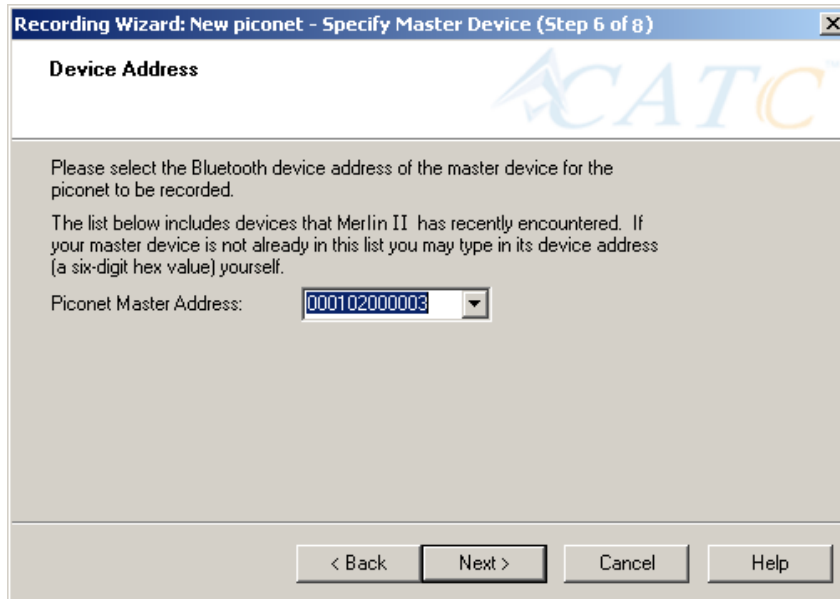 Recording Wizard: New piconet - Specify Master Device (Step 6 of 8)
Device Address
CATC™
Please select the Bluetooth device address of the master device for the
piconet to be recorded.
The list below includes devices that Merlin II has recently encountered. If
your master device is not already in this list you may type in its device address
(a six-digit hex value) yourself.
Piconet Master Address: 000102000003
< Back Next > Cancel Help